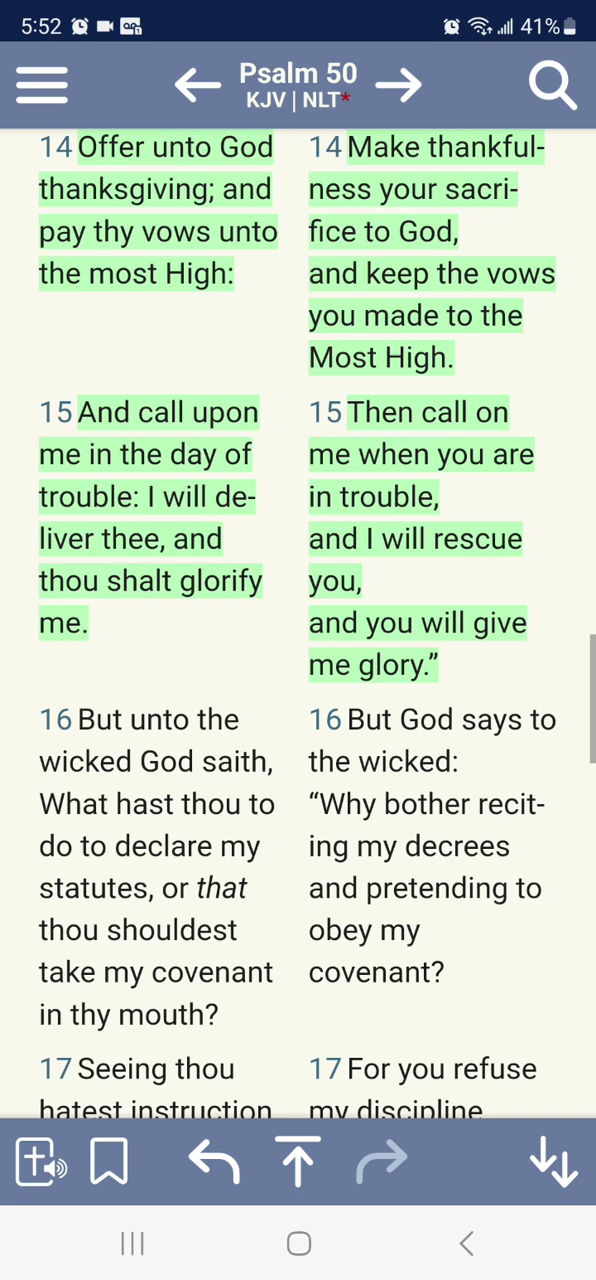 5:52
41%
Psalm 50
KJV | NLT*
14 Offer unto God
thanksgiving; and
pay thy vows unto
the most High:
14 Make thankful-
ness your sacri-
fice to God,
and keep the vows
you made to the
Most High.
15 And call upon
me in the day of
trouble: I will de-
liver thee, and
thou shalt glorify
me.
15 Then call on
me when you are
in trouble,
and I will rescue
you,
and you will give
me glory.”
16 But unto the
wicked God saith,
What hast thou to
do to declare my
statutes, or that
thou shouldest
take my covenant
in thy mouth?
16 But God says to
the wicked:
“Why bother recit-
ing my decrees
and pretending to
obey my
covenant?
17 Seeing thou
hatest instruction
17 For you refuse
my discipline